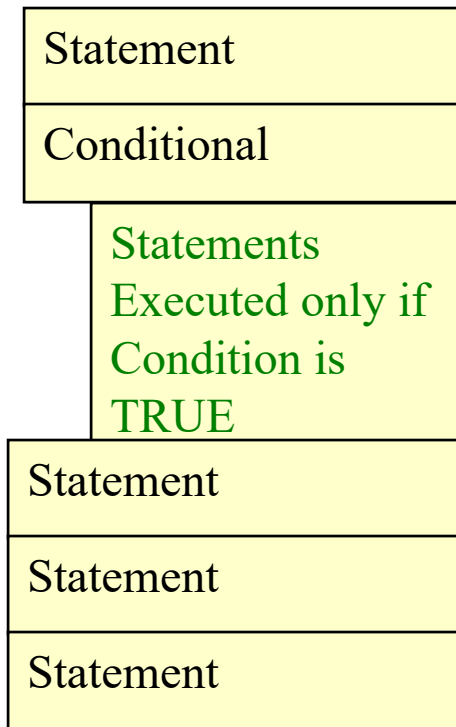 Statement
Conditional
Statements
Executed only if
Condition is
TRUE
Statement
Statement
Statement